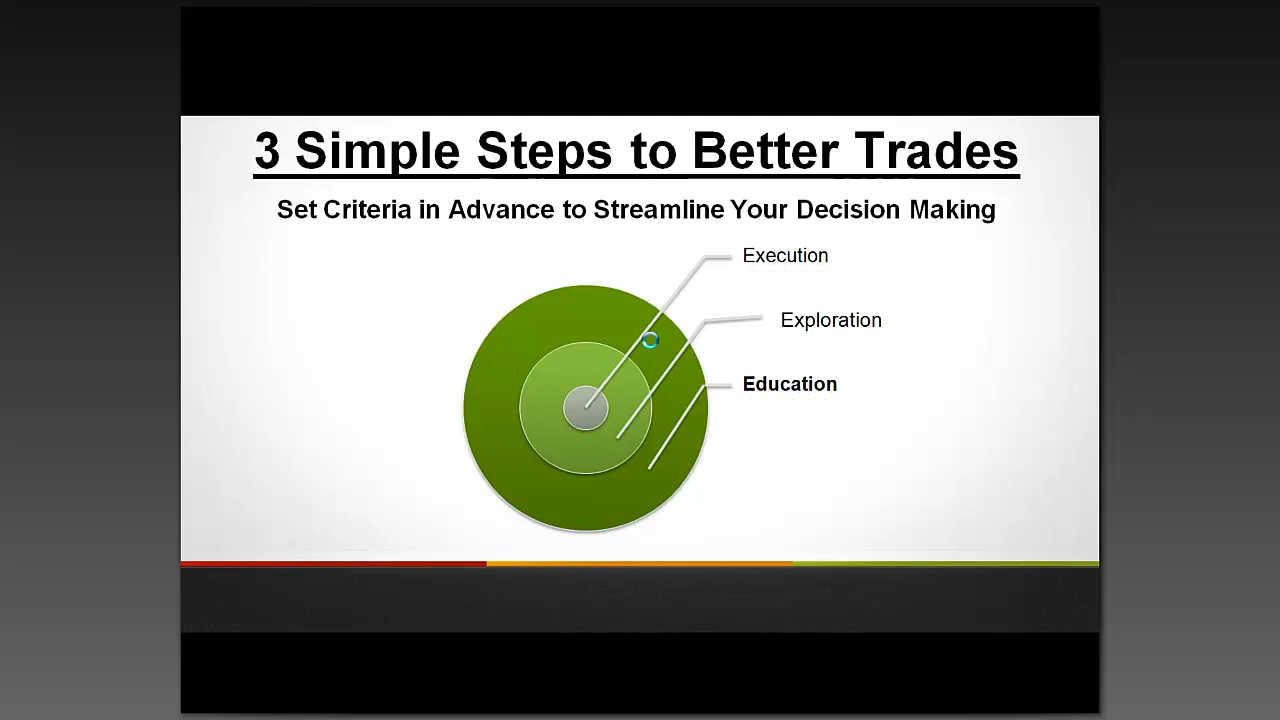 3 Simple Steps to Better Trades
Set Criteria in Advance to Streamline Your Decision Making
Execution
Exploration
Education